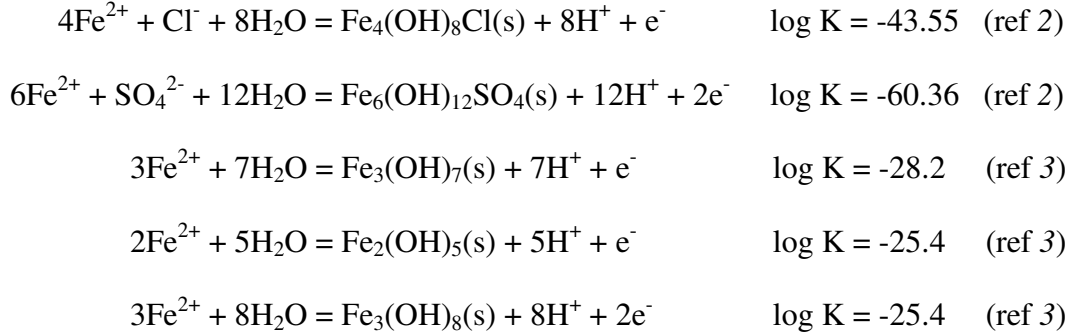 4Fe²⁺ + Cl⁻ + 8H₂O = Fe₄(OH)₈Cl(s) + 8H⁺ + e⁻ log K = -43.55 (ref 2)
6Fe²⁺ + SO₄²⁻ + 12H₂O = Fe₆(OH)₁₂SO₄(s) + 12H⁺ + 2e⁻ log K = -60.36 (ref 2)
3Fe²⁺ + 7H₂O = Fe₃(OH)₇(s) + 7H⁺ + e⁻ log K = -28.2 (ref 3)
2Fe²⁺ + 5H₂O = Fe₂(OH)₅(s) + 5H⁺ + e⁻ log K = -25.4 (ref 3)
3Fe²⁺ + 8H₂O = Fe₃(OH)₈(s) + 8H⁺ + 2e⁻ log K = -25.4 (ref 3)